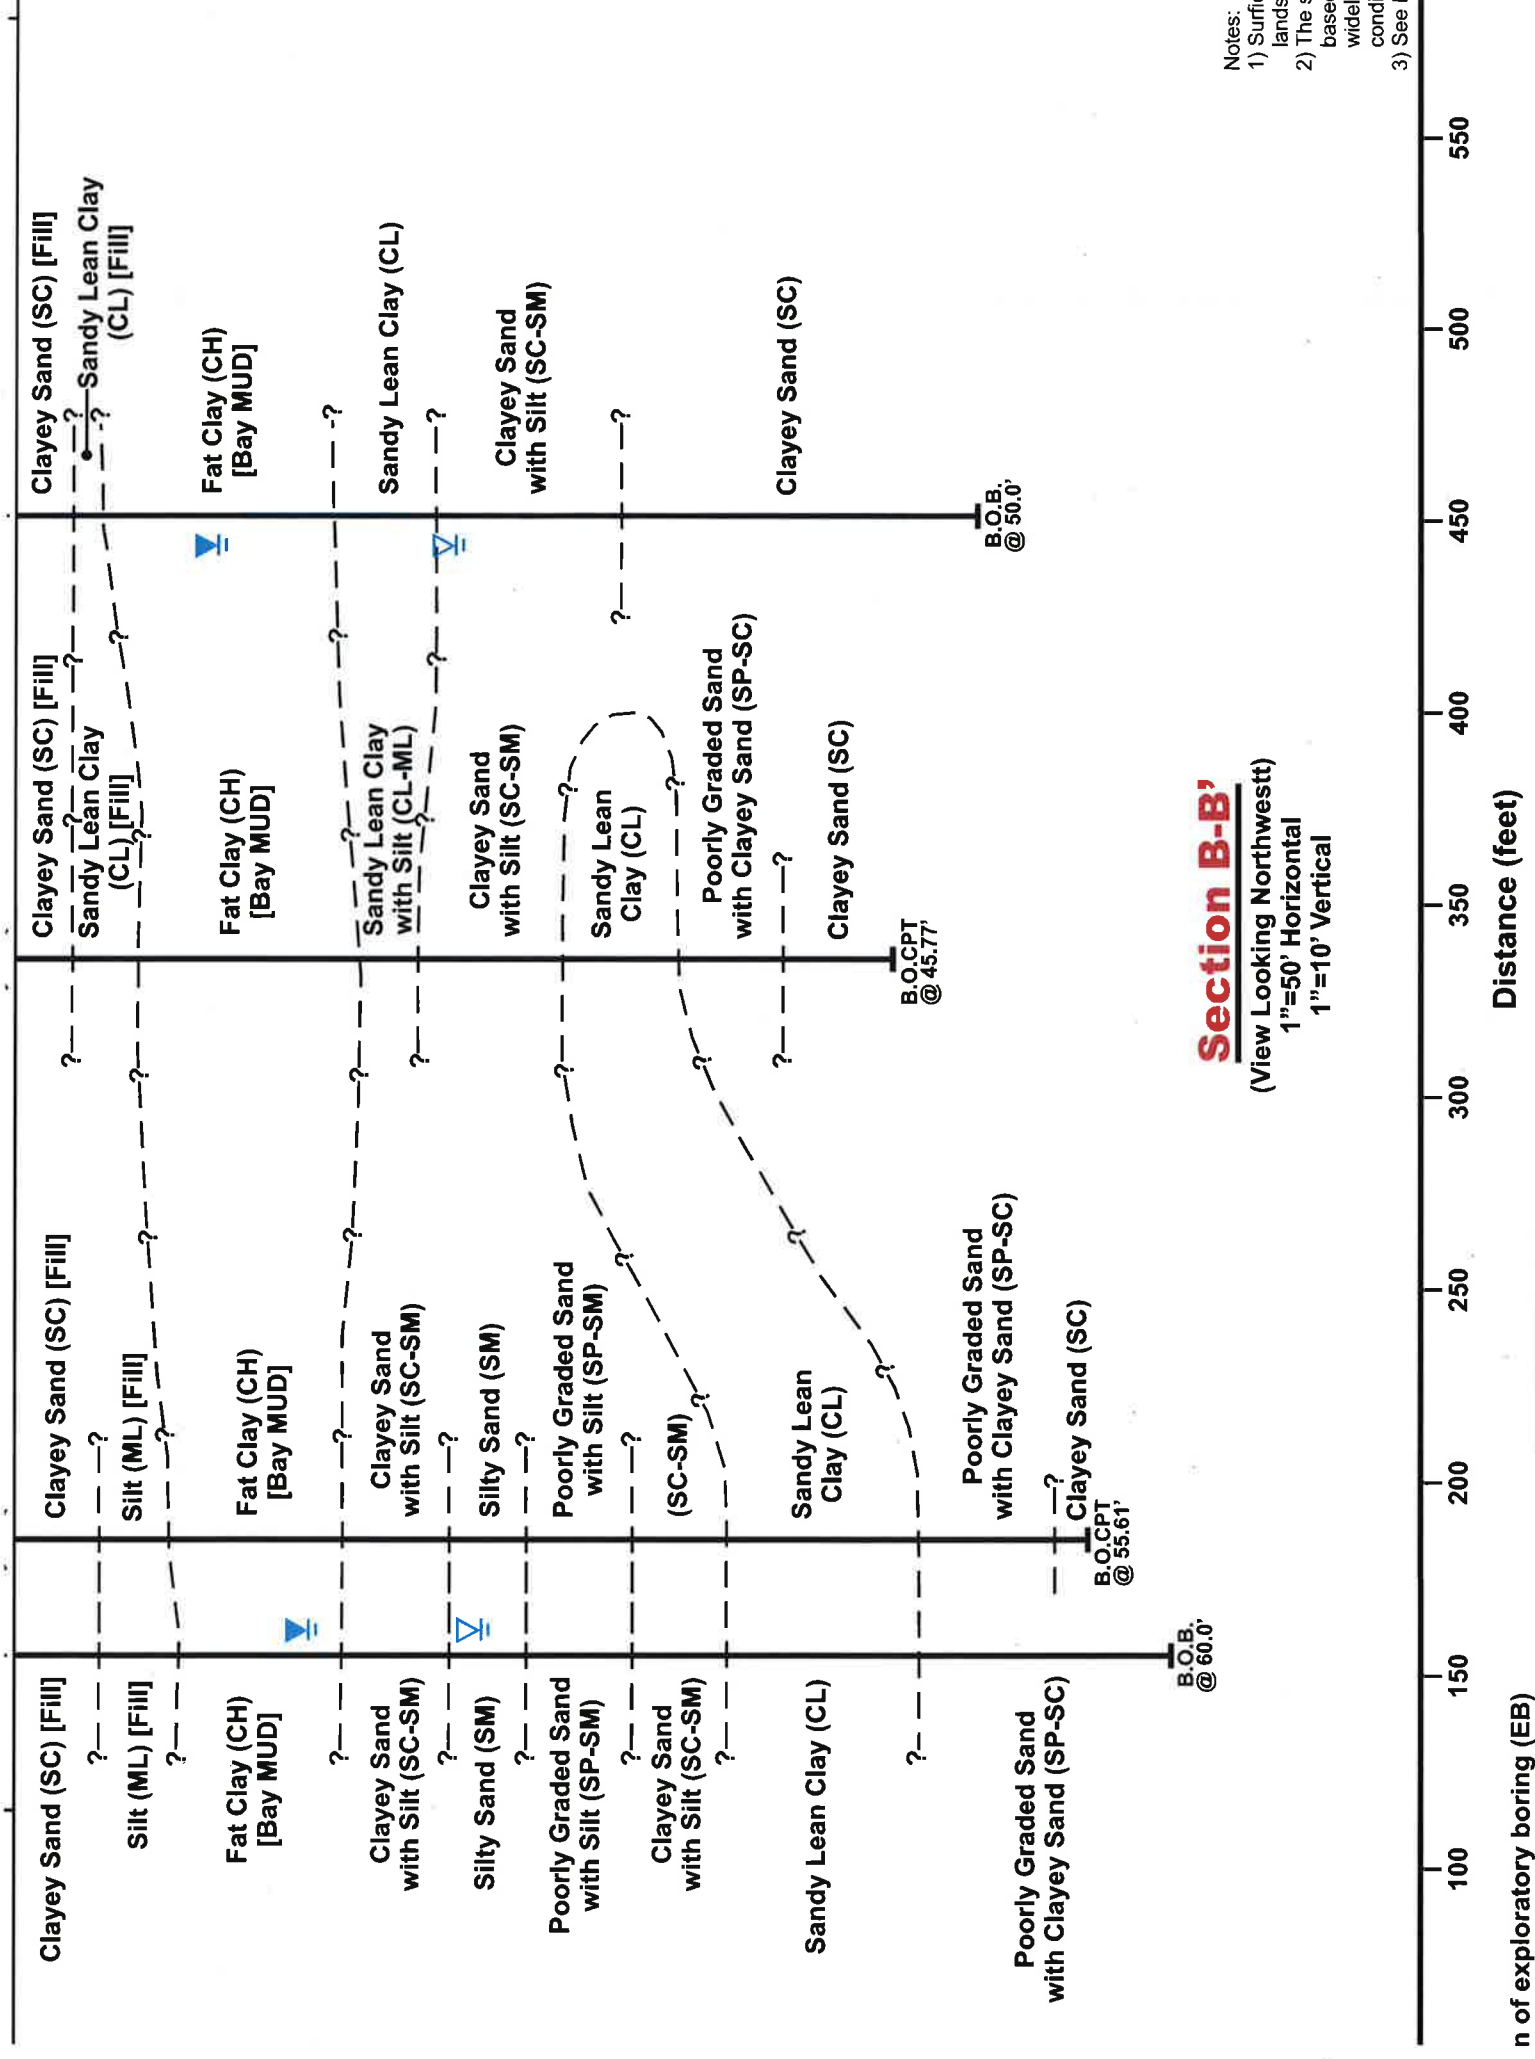 Clayey Sand (SC) [Fill]
?
Silt (ML) [Fill]
?
Fat Clay (CH)
[Bay MUD]
?
Clayey Sand
with Silt (SC-SM)
?
Silty Sand (SM)
?
Poorly Graded Sand
with Silt (SP-SM)
?
Clayey Sand
with Silt (SC-SM)
?
Sandy Lean Clay (CL)
?
Poorly Graded Sand
with Clayey Sand (SP-SC)
B.O.B.
@ 60.0'
Clayey Sand (SC) [Fill]
?
Silt (ML) [Fill]
?
?
Fat Clay (CH)
[Bay MUD]
?
?
Clayey Sand
with Silt (SC-SM)
?
Silty Sand (SM)
?
Poorly Graded Sand
with Silt (SP-SM)
?
?
(SC-SM)
?
Sandy Lean
Clay (CL)
?
?
Poorly Graded Sand
with Clayey Sand (SP-SC)
?
Clayey Sand (SC)
B.O.CPT
@ 55.61'
Clayey Sand (SC) [Fill]
?
?
?
Sandy Lean Clay
(CL) [Fill]
?
?
?
Fat Clay (CH)
[Bay MUD]
?
?
?
Sandy Lean Clay
with Silt (CL-ML)
?
?
?
Clayey Sand
with Silt (SC-SM)
?
?
Sandy Lean
Clay (CL)
?
?
Poorly Graded Sand
with Clayey Sand (SP-SC)
?
?
Clayey Sand (SC)
B.O.CPT
@ 45.77'
Clayey Sand (SC) [Fill]
?
Sandy Lean Clay
(CL) [Fill]
?
Fat Clay (CH)
[Bay MUD]
?
Sandy Lean Clay (CL)
?
Clayey Sand
with Silt (SC-SM)
?
?
Clayey Sand (SC)
B.O.B.
@ 50.0'
Section B-B'
(View Looking Northwestt)
1"=50' Horizontal
1"=10' Vertical
Notes:
1) Surfic
lands
2) The s
base
widel
condi
3) See
100
150
200
250
300
350
400
450
500
550
Distance (feet)
n of exploratory boring (EB)